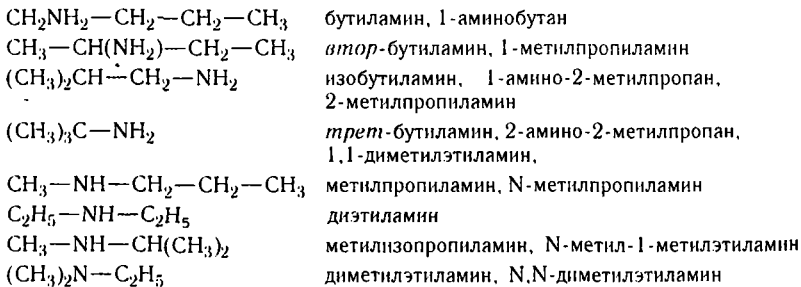 CH₂NH₂—CH₂—CH₂—CH₃ бутиламин, 1-аминобутан
CH₃—CH(NH₂)—CH₂—CH₃ втор-бутиламин, 1-метилпропиламин
(CH₃)₂CH—CH₂—NH₂ изобутиламин, 1-амино-2-метилпропан,
2-метилпропиламин
(CH₃)₃C—NH₂ трет-бутиламин, 2-амино-2-метилпропан,
1,1-диметилэтиламин,
CH₃—NH—CH₂—CH₂—CH₃ метилпропиламин, N-метилпропиламин
C₂H₅—NH—C₂H₅ диэтиламин
CH₃—NH—CH(CH₃)₂ метилизопропиламин, N-метил-1-метилэтиламин
(CH₃)₂N—C₂H₅ диметилэтиламин, N,N-диметилэтиламин